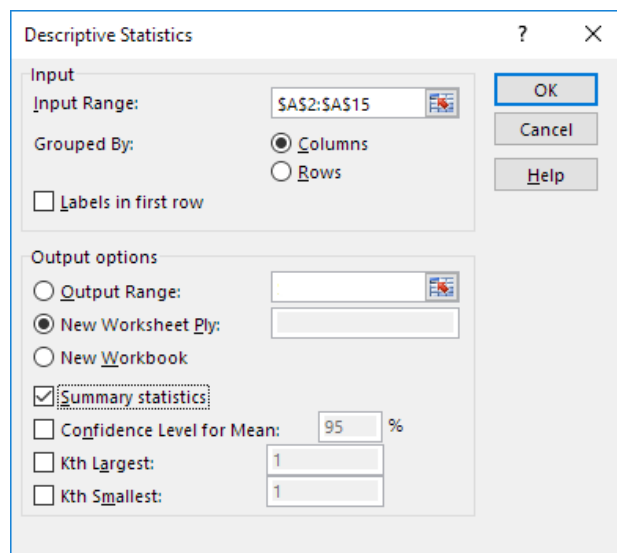 Descriptive Statistics ?
Input
Input Range: $A$2:$A$15
OK
Grouped By: Columns
Cancel
Rows
Help
Labels in first row
Output options
Output Range:
New Worksheet Ply:
New Workbook
Summary statistics
Confidence Level for Mean: 95 %
Kth Largest: 1
Kth Smallest: 1